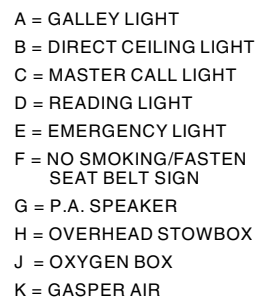 A = GALLEY LIGHT
B = DIRECT CEILING LIGHT
C = MASTER CALL LIGHT
D = READING LIGHT
E = EMERGENCY LIGHT
F = NO SMOKING/FASTEN
SEAT BELT SIGN
G = P.A. SPEAKER
H = OVERHEAD STOWBOX
J = OXYGEN BOX
K = GASPER AIR